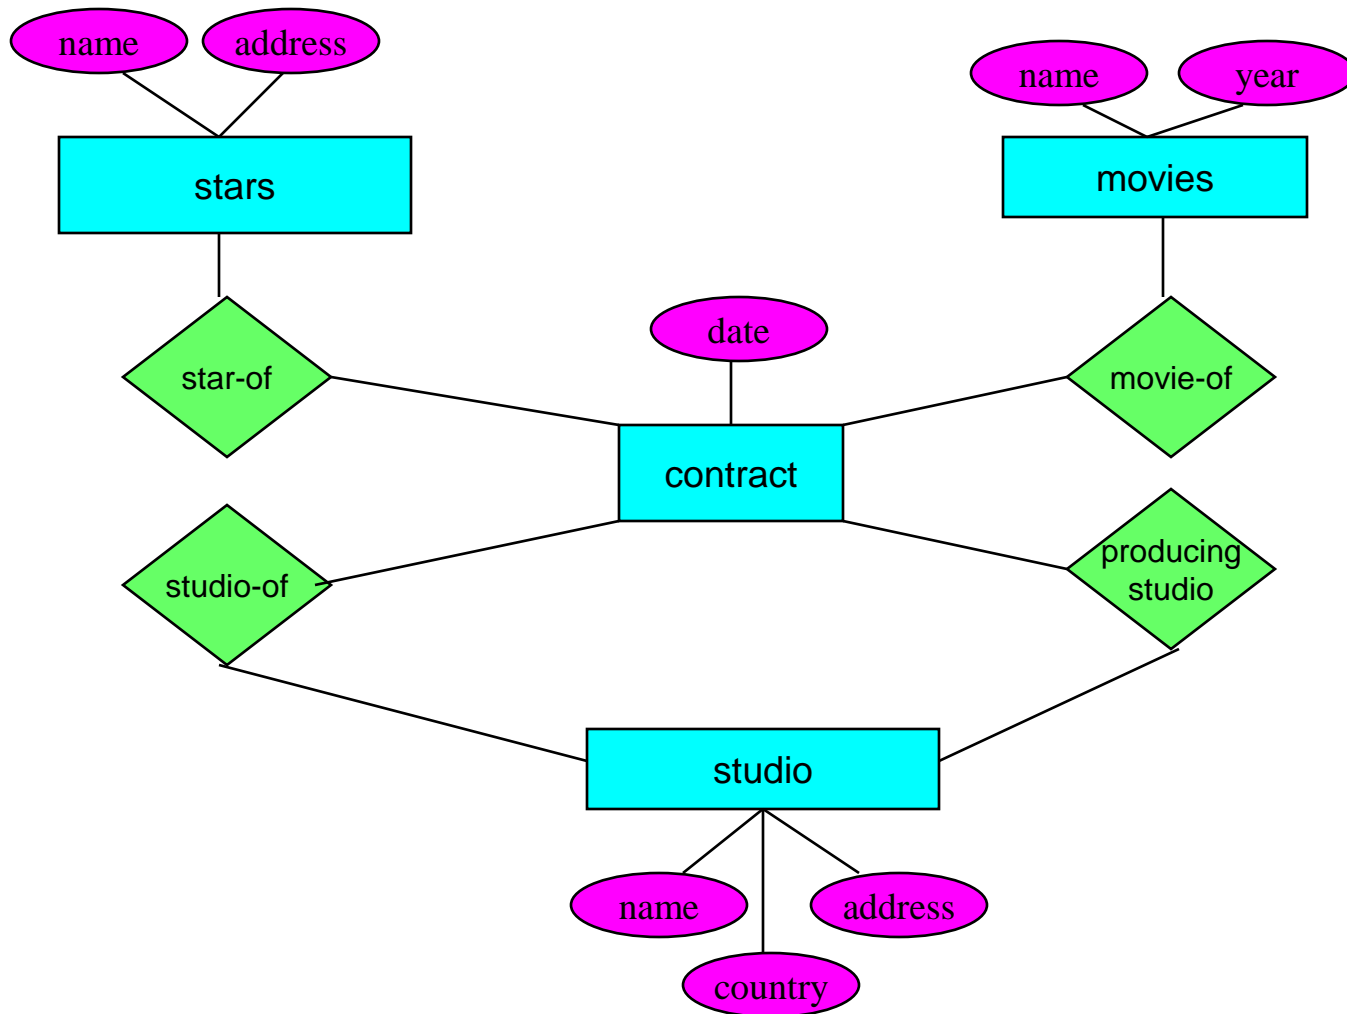 name
address
name
year
stars
movies
date
star-of
movie-of
contract
studio-of
producing
studio
studio
name
address
country